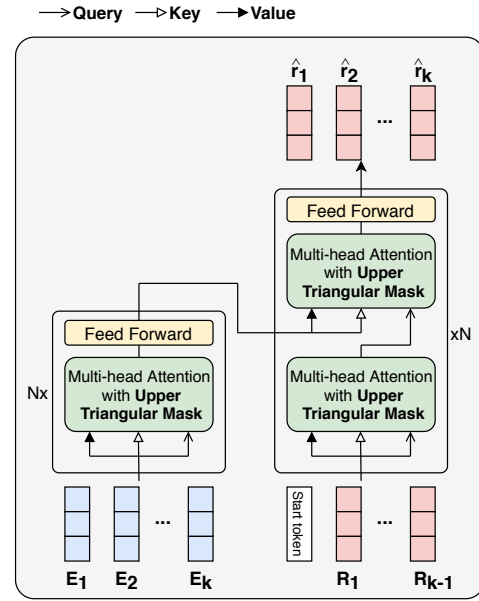 Query Key Value
r̂1 r̂2 ... r̂k
Feed Forward
Multi-head Attention
with Upper
Triangular Mask
xN
Feed Forward
Multi-head Attention
with Upper
Triangular Mask
Nx
Multi-head Attention
with Upper
Triangular Mask
... Start token ...
E1 E2 Ek R1 Rk-1